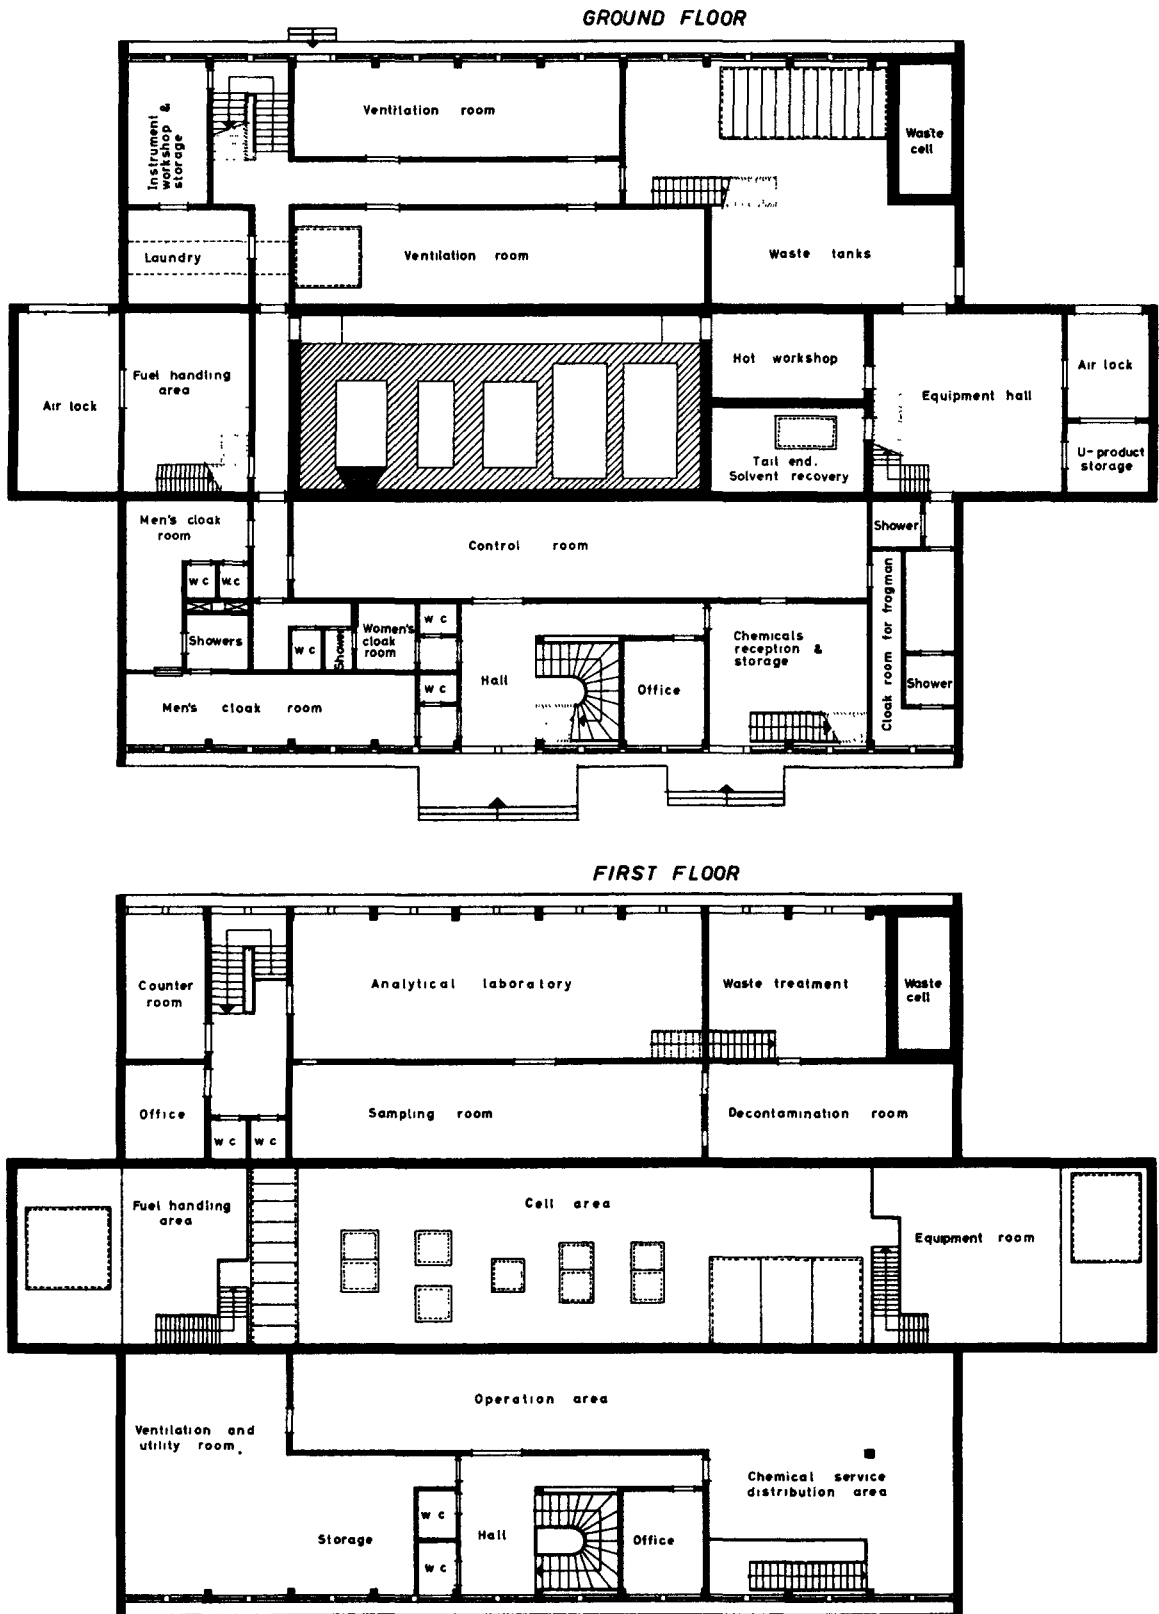 GROUND FLOOR
Instrument &
workshop &
storage
Ventilation room
Waste
cell
Laundry
Ventilation room
Waste tanks
Air lock
Fuel handling
area
Hot workshop
Equipment hall
Air lock
Tail end.
Solvent recovery
U-product
storage
Men's cloak
room
Control room
Shower
w c
w.c
Showers
w c
Shower
Women's
cloak
room
w c
w c
Hall
Office
Chemicals
reception &
storage
Cloak room for frogman
Shower
Men's cloak room
FIRST FLOOR
Counter
room
Analytical laboratory
Waste treatment
Waste
cell
Office
w c
w c
Sampling room
Decontamination room
Fuel handling
area
Cell area
Equipment room
Operation area
Ventilation and
utility room.
Chemical service
distribution area
Storage
w c
w c
Hall
Office